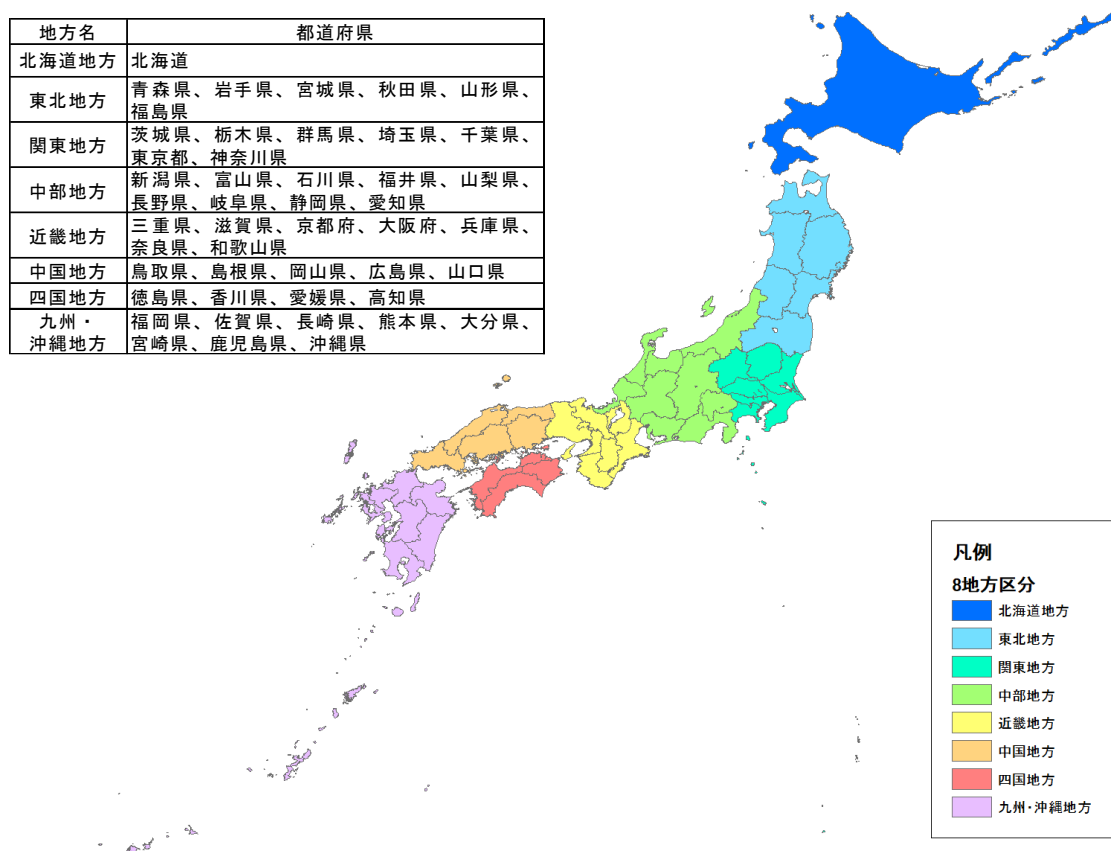 地方名 都道府県
北海道地方 北海道
東北地方 青森県、岩手県、宮城県、秋田県、山形県、
福島県
関東地方 茨城県、栃木県、群馬県、埼玉県、千葉県、
東京都、神奈川県
中部地方 新潟県、富山県、石川県、福井県、山梨県、
長野県、岐阜県、静岡県、愛知県
近畿地方 三重県、滋賀県、京都府、大阪府、兵庫県、
奈良県、和歌山県
中国地方 鳥取県、島根県、岡山県、広島県、山口県
四国地方 徳島県、香川県、愛媛県、高知県
九州・ 福岡県、佐賀県、長崎県、熊本県、大分県、
沖縄地方 宮崎県、鹿児島県、沖縄県
凡例
8地方区分
北海道地方
東北地方
関東地方
中部地方
近畿地方
中国地方
四国地方
九州・沖縄地方